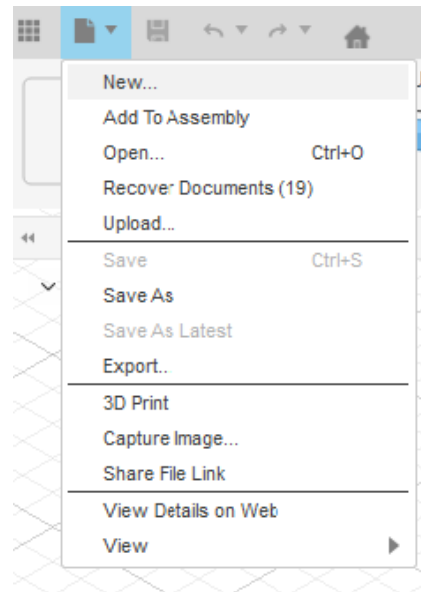 New...
Add To Assembly
Open... Ctrl+O
Recover Documents (19)
Upload...
Save Ctrl+S
Save As
Save As Latest
Export...
3D Print
Capture Image...
Share File Link
View Details on Web
View